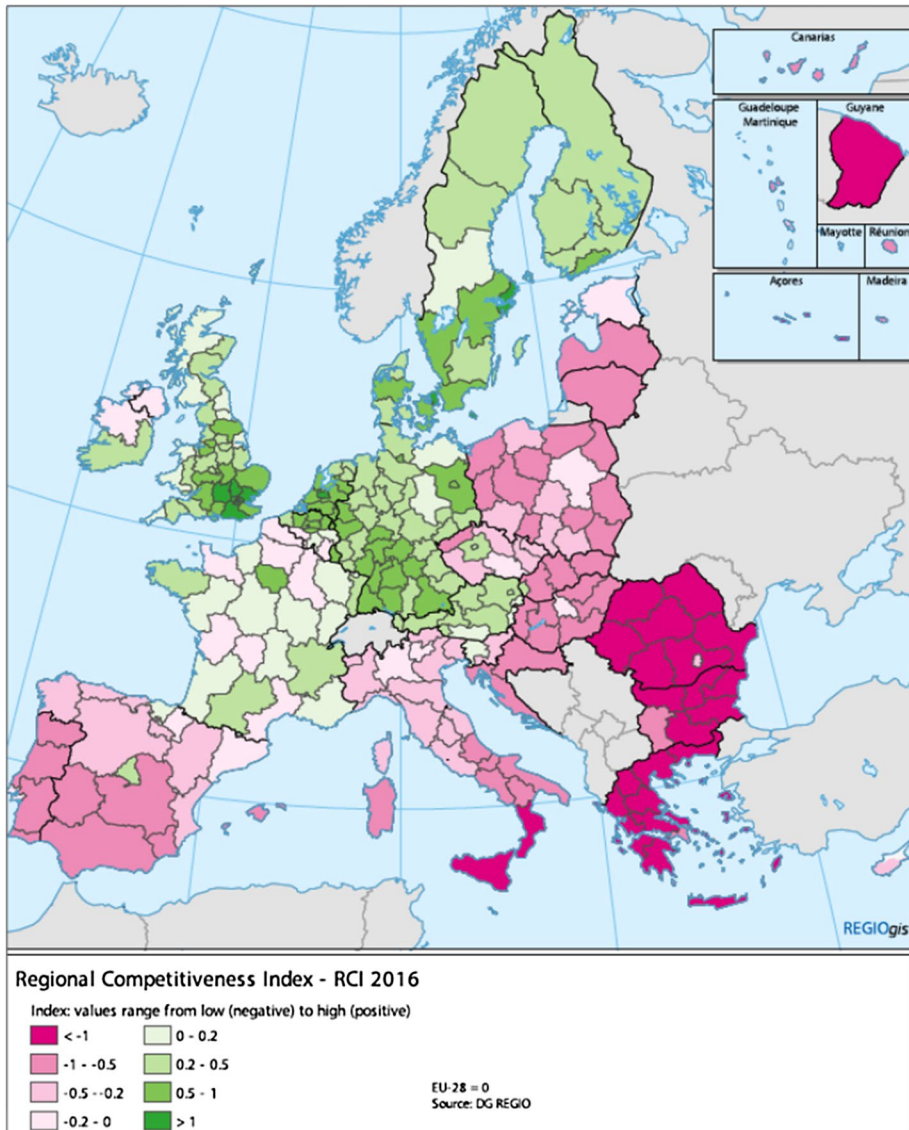 Canarias
Guadeloupe
Martinique
Guyane
Mayotte
Réunion
Açores
Madeira
REGIOgis
Regional Competitiveness Index - RCI 2016
Index: values range from low (negative) to high (positive)
< -1
-1 - -0.5
-0.5 - -0.2
-0.2 - 0
0 - 0.2
0.2 - 0.5
0.5 - 1
> 1
EU-28 = 0
Source: DG REGIO